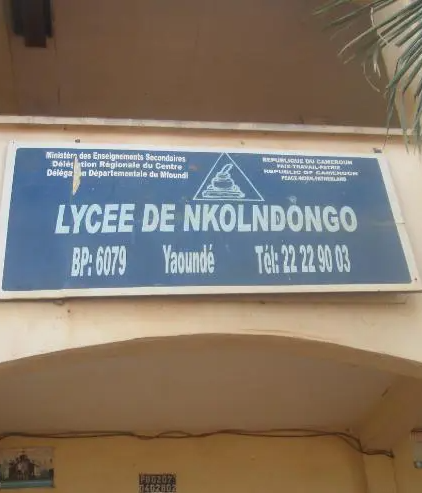 Ministère des Enseignements Secondaires
Délégation Régionale du Centre
Délégation Départementale du Mfoundi
REPUBLIQUE DU CAMEROUN
PAIX-TRAVAIL-PATRIE
REPUBLIC OF CAMEROON
PEACE-WORK-FATHERLAND
LYCEE DE NKOLNDONGO
BP: 6079 Yaoundé Tél: 22 22 90 03